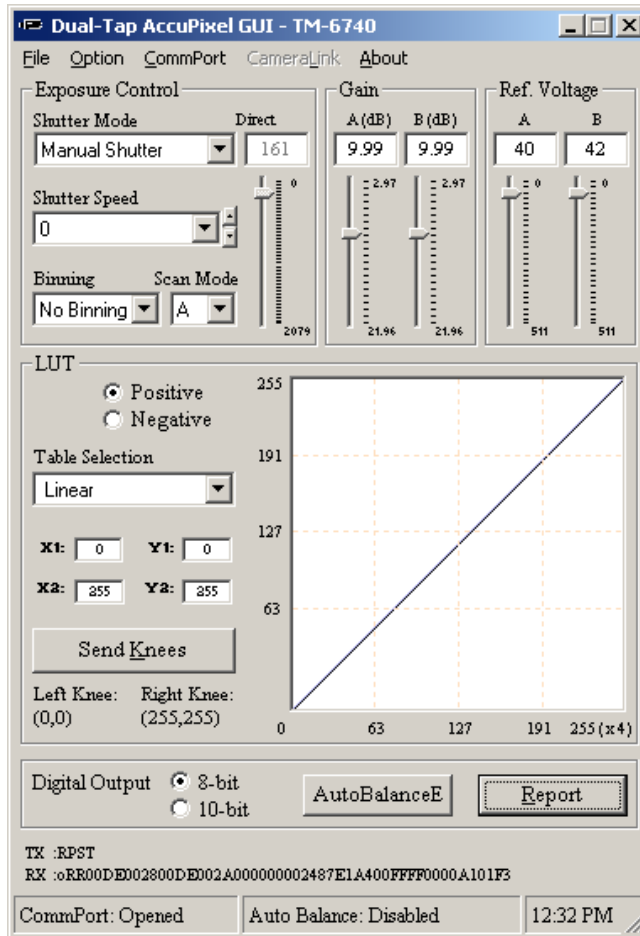 Dual-Tap AccuPixel GUI - TM-6740
File Option CommPort CameraLink About
Exposure Control
Shutter Mode Direct
Manual Shutter 161
Shutter Speed
0
Binning Scan Mode
No Binning A
0
2079
Gain
A (dB) B (dB)
9.99 9.99
2.97 2.97
21.96 21.96
Ref. Voltage
A B
40 42
0 0
511 511
LUT
Positive
Negative
Table Selection
Linear
X1: 0 Y1: 0
X2: 255 Y2: 255
Send Knees
Left Knee: Right Knee:
(0,0) (255,255)
255
191
127
63
0 63 127 191 255(x4)
Digital Output 8-bit
10-bit
AutoBalanceE Report
TX :RPST
RX :oRR00DE002800DE002A000000002487E1A400FFFF0000A101F3
CommPort: Opened Auto Balance: Disabled 12:32 PM